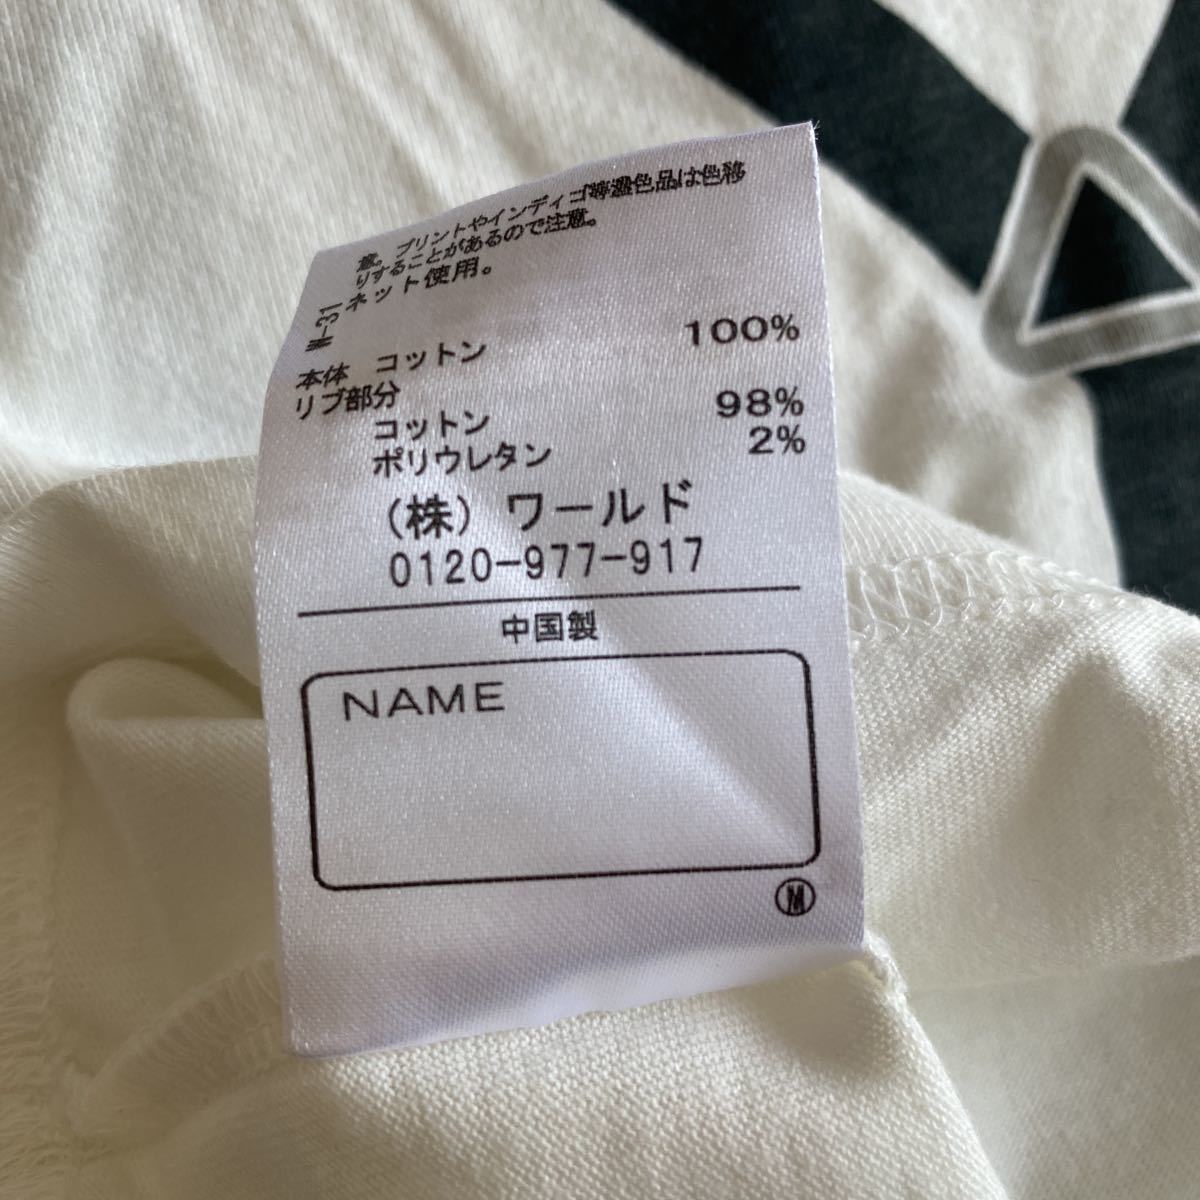 意。プリントやインディゴ等濃色品は色移
りすることがあるので注意。
ネット使用。
W-31
本体 コットン 100%
リブ部分
コットン 98%
ポリウレタン 2%
(株) ワールド
0120-977-917
中国製
NAME
M